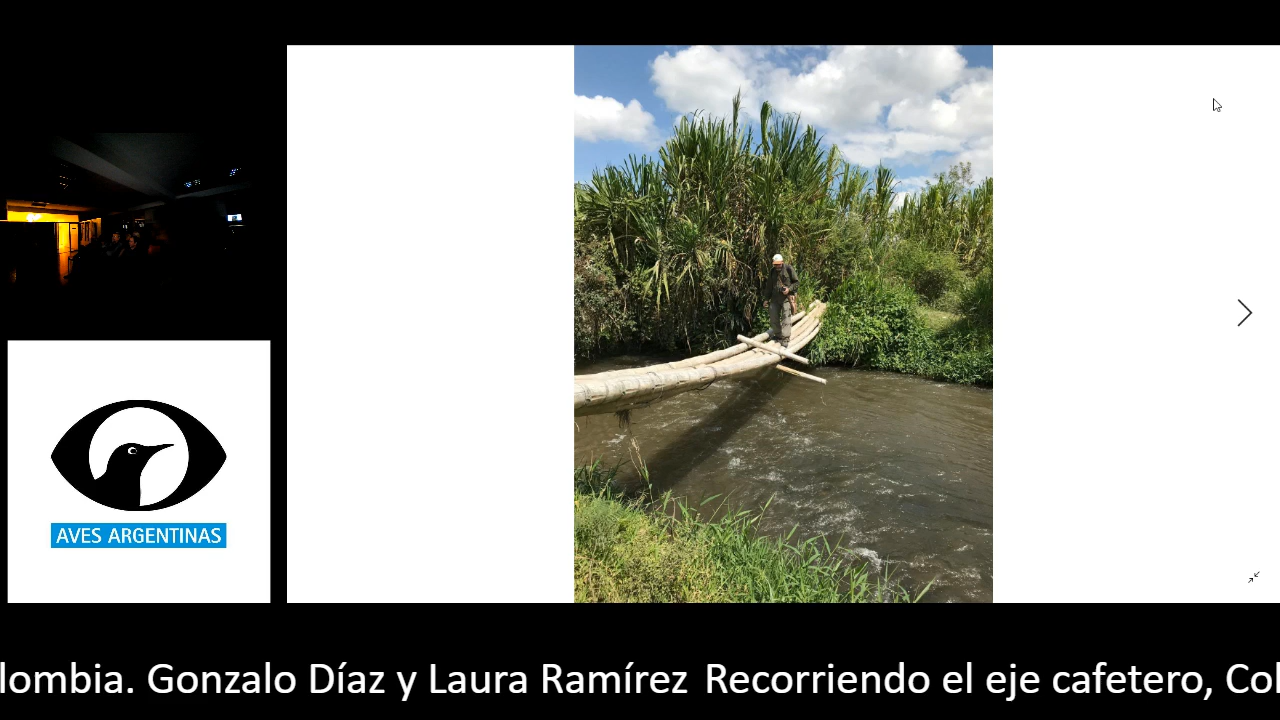 AVES ARGENTINAS
lombia. Gonzalo Díaz y Laura Ramírez Recorriendo el eje cafetero, Col